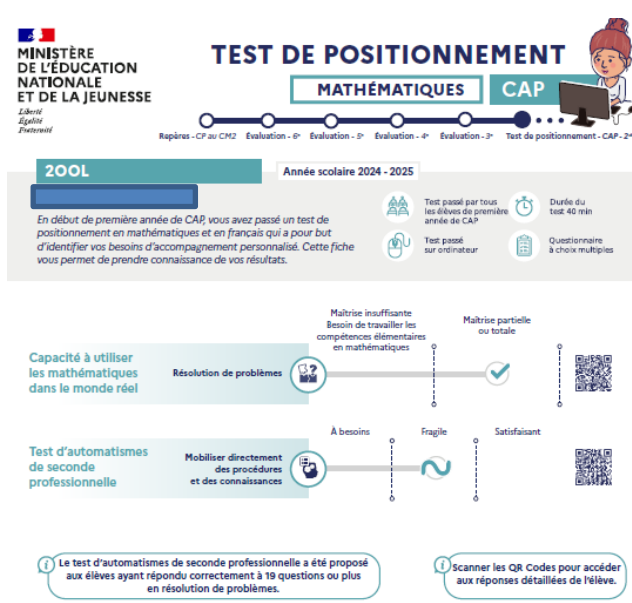 MINISTÈRE
DE L'ÉDUCATION
NATIONALE
ET DE LA JEUNESSE
Liberté
Égalité
Fraternité
TEST DE POSITIONNEMENT
MATHÉMATIQUES
CAP
Repères - CP au CM2 Évaluation - 6e Évaluation - 5e Évaluation - 4e Évaluation - 3e Test de positionnement - CAP - 2de
2OOL
Année scolaire 2024 - 2025
En début de première année de CAP, vous avez passé un test de
positionnement en mathématiques et en français qui a pour but
d'identifier vos besoins d'accompagnement personnalisé. Cette fiche
vous permet de prendre connaissance de vos résultats.
Test passé par tous
les élèves de première
année de CAP
Durée du
test 40 min
Test passé
sur ordinateur
Questionnaire
à choix multiples
Maîtrise insuffisante
Besoin de travailler les
compétences élémentaires
en mathématiques
Maîtrise partielle
ou totale
Capacité à utiliser
les mathématiques
dans le monde réel
Résolution de problèmes
À besoins
Fragile
Satisfaisant
Test d'automatismes
de seconde
professionnelle
Mobiliser directement
des procédures
et des connaissances
Le test d'automatismes de seconde professionnelle a été proposé
aux élèves ayant répondu correctement à 19 questions ou plus
en résolution de problèmes.
Scanner les QR Codes pour accéder
aux réponses détaillées de l'élève.